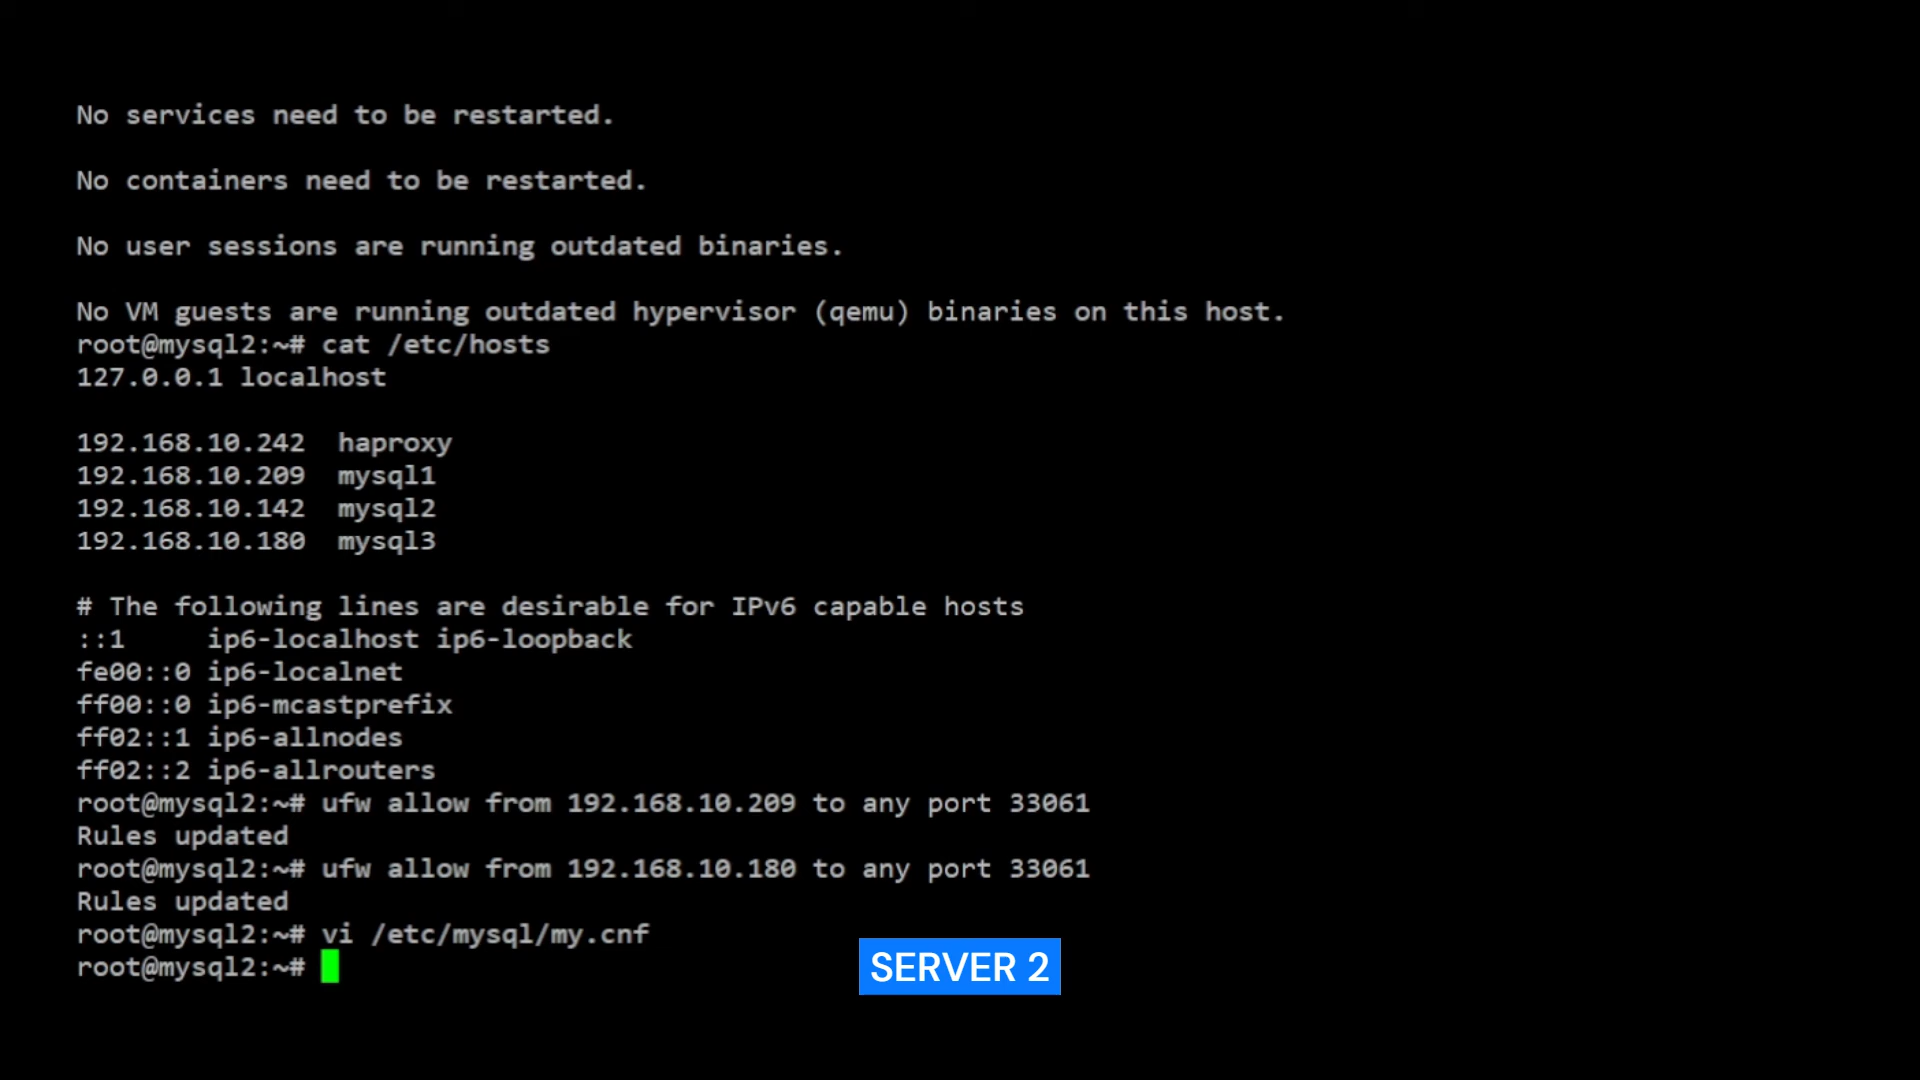 No services need to be restarted.
No containers need to be restarted.
No user sessions are running outdated binaries.
No VM guests are running outdated hypervisor (qemu) binaries on this host.
root@mysql2:~# cat /etc/hosts
127.0.0.1 localhost
192.168.10.242  haproxy
192.168.10.209  mysql1
192.168.10.142  mysql2
192.168.10.180  mysql3
# The following lines are desirable for IPv6 capable hosts
::1     ip6-localhost ip6-loopback
fe00::0 ip6-localnet
ff00::0 ip6-mcastprefix
ff02::1 ip6-allnodes
ff02::2 ip6-allrouters
root@mysql2:~# ufw allow from 192.168.10.209 to any port 33061
Rules updated
root@mysql2:~# ufw allow from 192.168.10.180 to any port 33061
Rules updated
root@mysql2:~# vi /etc/mysql/my.cnf
root@mysql2:~#
SERVER 2